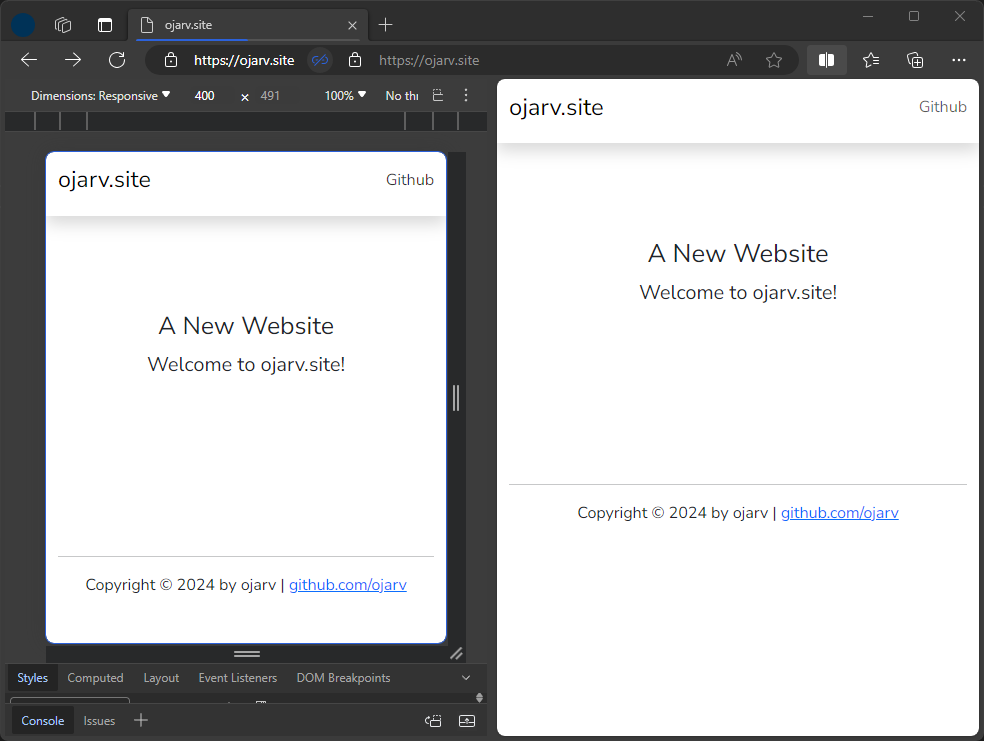 ojarv.site
https://ojarv.site https://ojarv.site
Dimensions: Responsive 400 × 491 100% No thr
ojarv.site Github
A New Website
Welcome to ojarv.site!
Copyright © 2024 by ojarv | github.com/ojarv
Styles Computed Layout Event Listeners DOM Breakpoints
Console Issues
ojarv.site Github
A New Website
Welcome to ojarv.site!
Copyright © 2024 by ojarv | github.com/ojarv